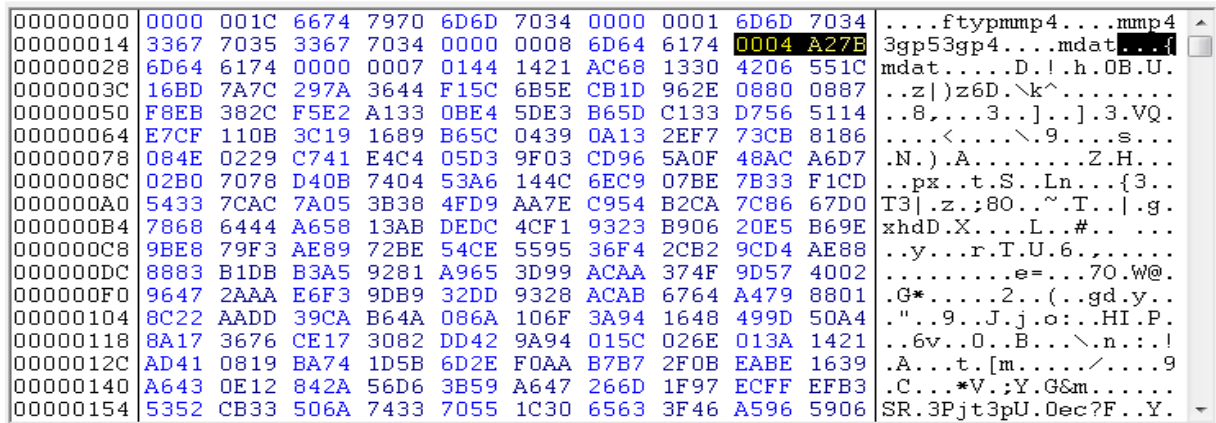 00000000 0000 001C 6674 7970 6D6D 7034 0000 0001 6D6D 7034 ....ftypmmp4....mmp4
00000014 3367 7035 3367 7034 0000 0008 6D64 6174 0004 A27B 3gp53gp4....mdat...{
00000028 6D64 6174 0000 0007 0144 1421 AC68 1330 4206 551C mdat.....D.!.h.0B.U.
0000003C 16BD 7A7C 297A 3644 F15C 6B5E CB1D 962E 0880 0887 ..z|)z6D.\k^........
00000050 F8EB 382C F5E2 A133 0BE4 5DE3 B65D C133 D756 5114 ..8,...3..]..].3.VQ.
00000064 E7CF 110B 3C19 1689 B65C 0439 0A13 2EF7 73CB 8186 ....<....\.9....s...
00000078 084E 0229 C741 E4C4 05D3 9F03 CD96 5A0F 48AC A6D7 .N.).A........Z.H...
0000008C 02B0 7078 D40B 7404 53A6 144C 6EC9 07BE 7B33 F1CD ..px..t.S..Ln...{3..
000000A0 5433 7CAC 7A05 3B38 4FD9 AA7E C954 B2CA 7C86 67D0 T3|.z.;8O..~.T..|.g.
000000B4 7868 6444 A658 13AB DEDC 4CF1 9323 B906 20E5 B69E xhdD.X....L..#.. ...
000000C8 9BE8 79F3 AE89 72BE 54CE 5595 36F4 2CB2 9CD4 AE88 ..y...r.T.U.6.,.....
000000DC 8883 B1DB B3A5 9281 A965 3D99 ACAA 374F 9D57 4002 .........e=...7O.W@.
000000F0 9647 2AAA E6F3 9DB9 32DD 9328 ACAB 6764 A479 8801 .G*.....2..(..gd.y..
00000104 8C22 AADD 39CA B64A 086A 106F 3A94 1648 499D 50A4 ."..9..J.j.o:..HI.P.
00000118 8A17 3676 CE17 3082 DD42 9A94 015C 026E 013A 1421 ..6v..0..B...\.n.:.!
0000012C AD41 0819 BA74 1D5B 6D2E F0AA B7B7 2F0B EABE 1639 .A...t.[m...../....9
00000140 A643 0E12 842A 56D6 3B59 A647 266D 1F97 ECFF EFB3 .C...*V.;Y.G&m......
00000154 5352 CB33 506A 7433 7055 1C30 6563 3F46 A596 5906 SR.3Pjt3pU.0ec?F..Y.